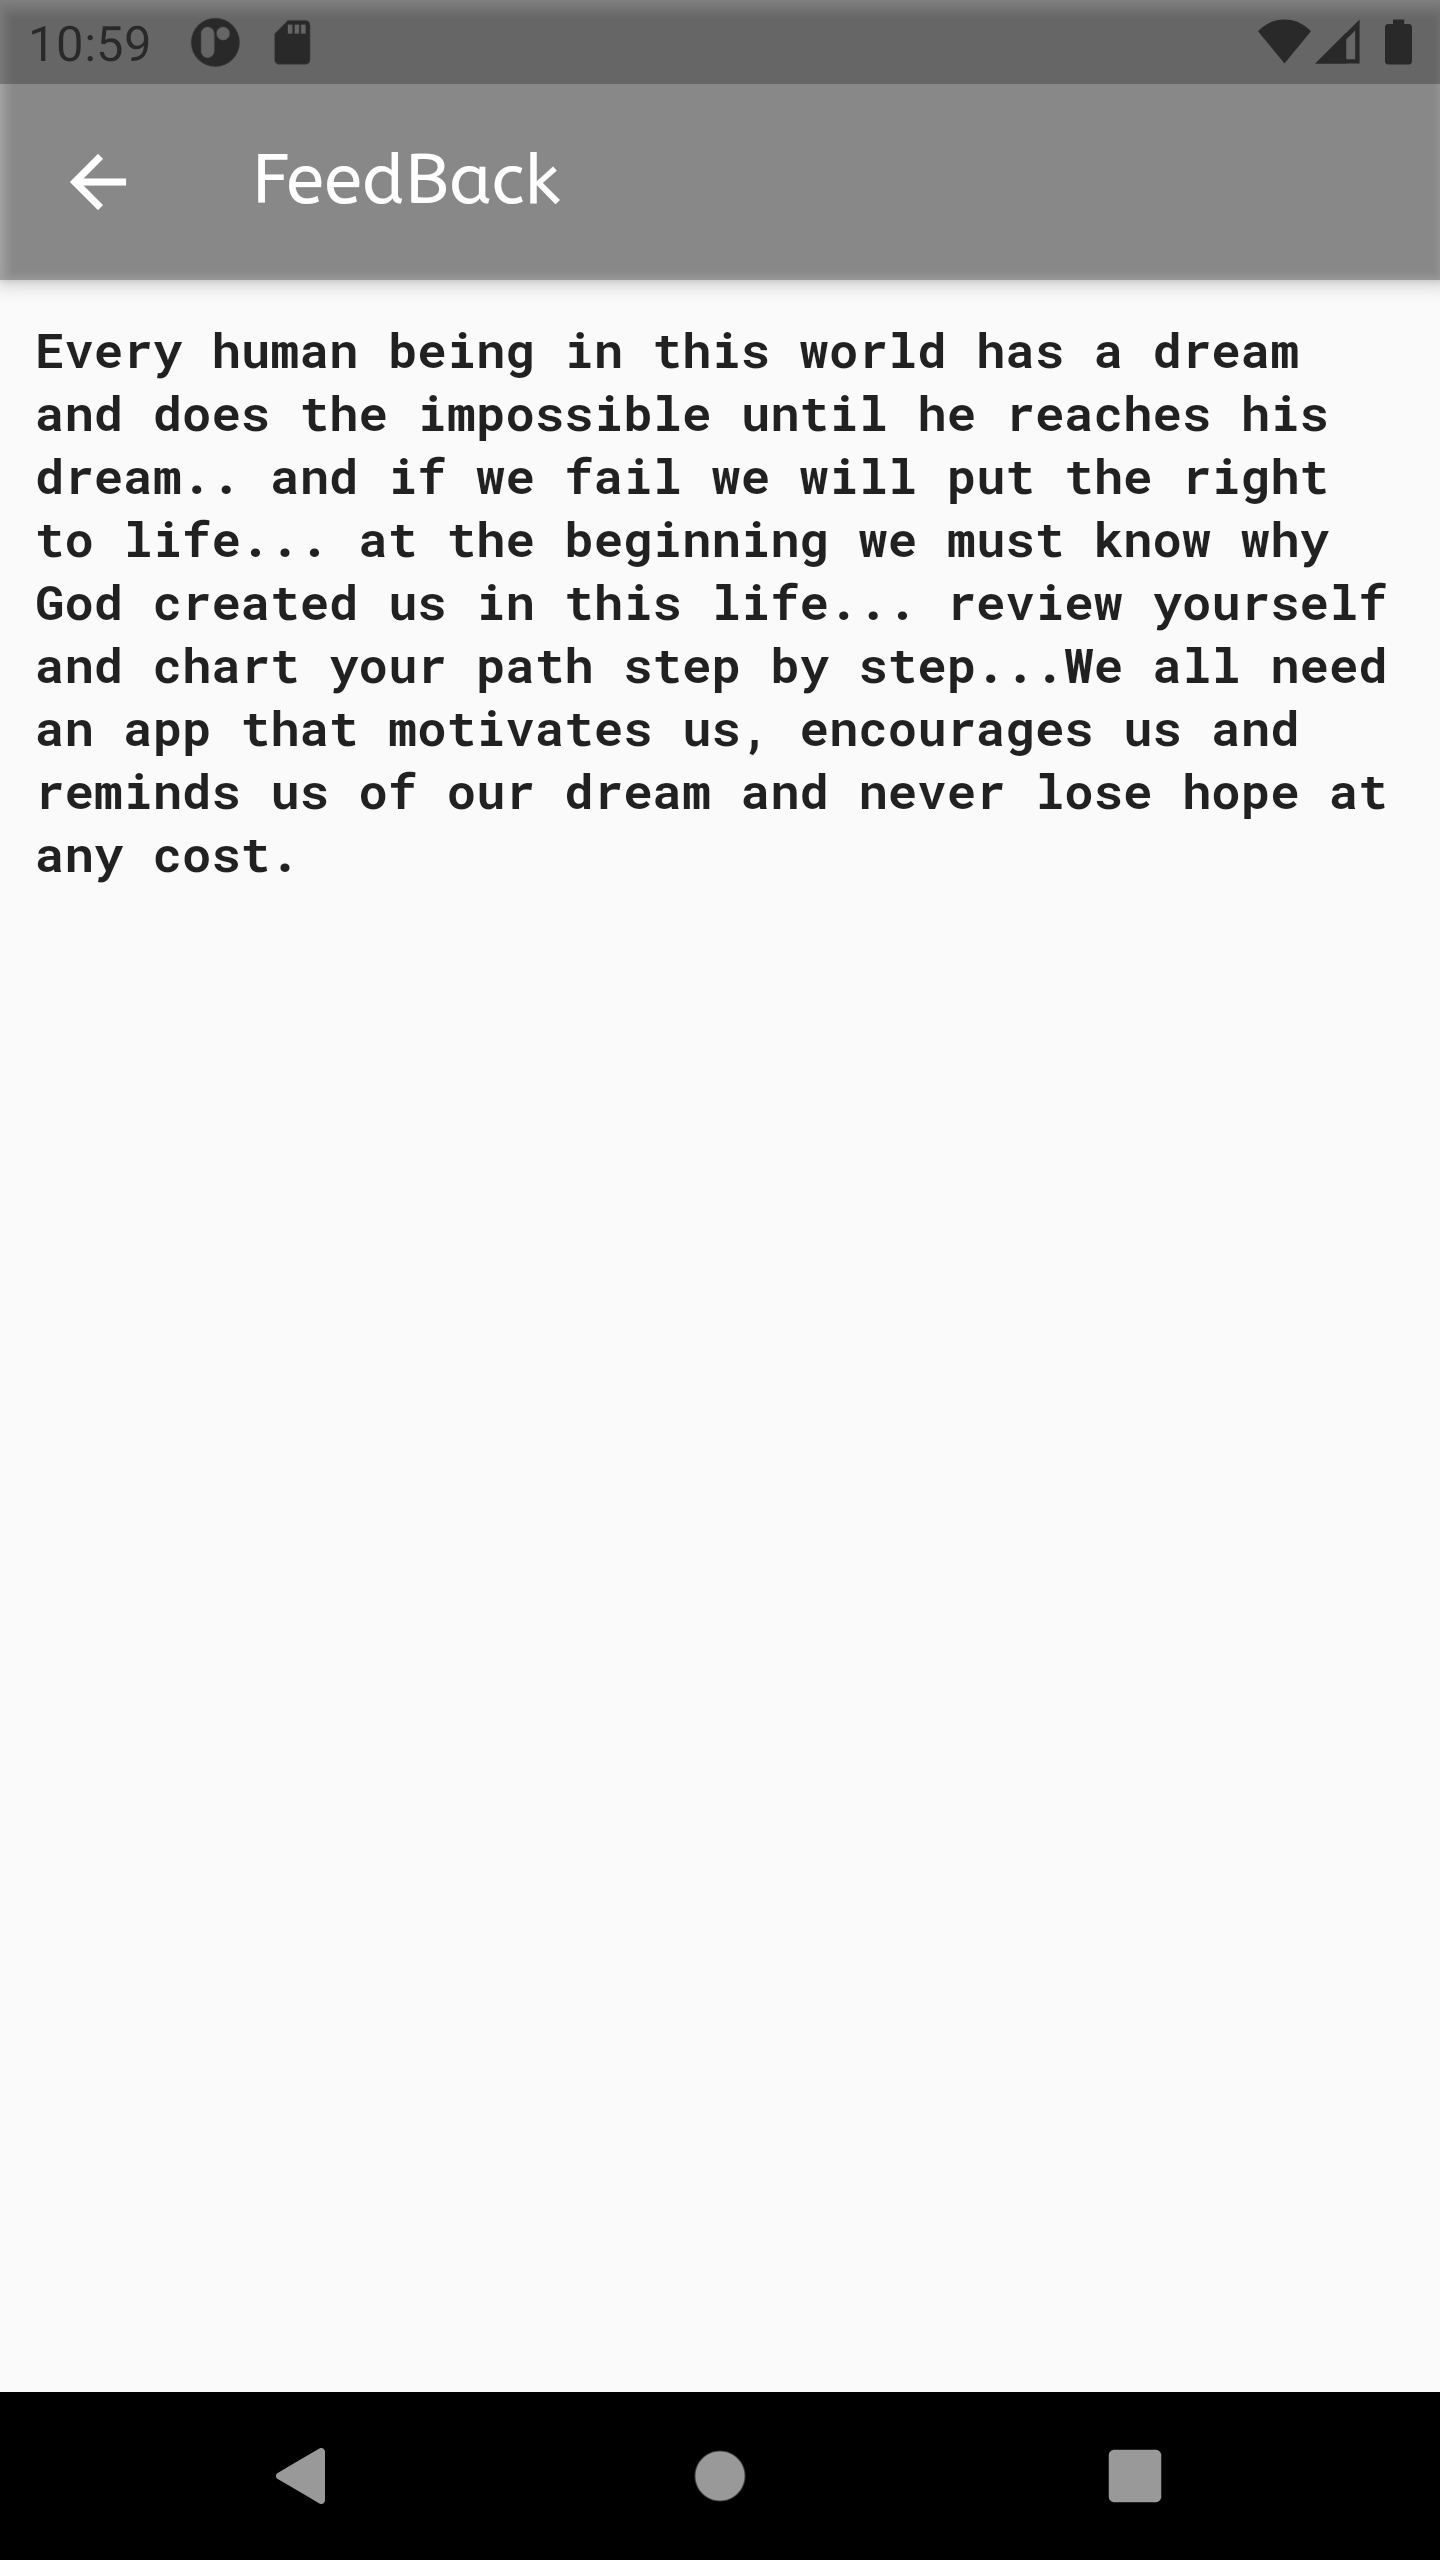 10:59
FeedBack
Every human being in this world has a dream
and does the impossible until he reaches his
dream.. and if we fail we will put the right
to life... at the beginning we must know why
God created us in this life... review yourself
and chart your path step by step...We all need
an app that motivates us, encourages us and
reminds us of our dream and never lose hope at
any cost.